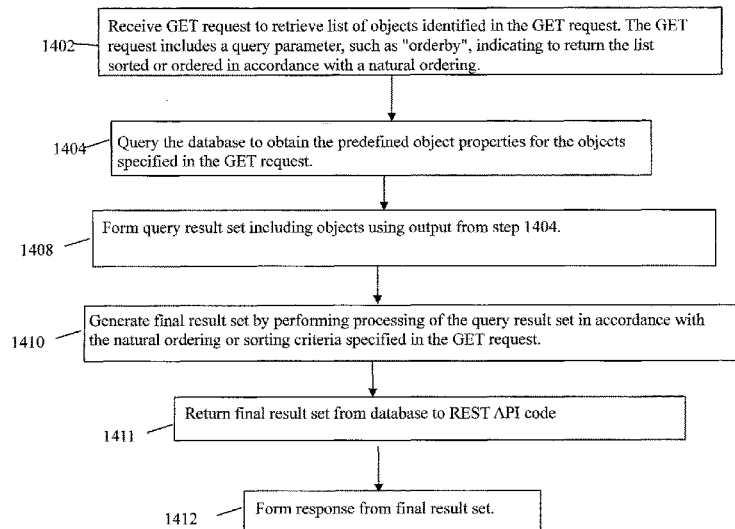 1402
Receive GET request to retrieve list of objects identified in the GET request. The GET
request includes a query parameter, such as "orderby", indicating to return the list
sorted or ordered in accordance with a natural ordering.
1404
Query the database to obtain the predefined object properties for the objects
specified in the GET request.
1408
Form query result set including objects using output from step 1404.
1410
Generate final result set by performing processing of the query result set in accordance with
the natural ordering or sorting criteria specified in the GET request.
1411
Return final result set from database to REST API code
1412
Form response from final result set.